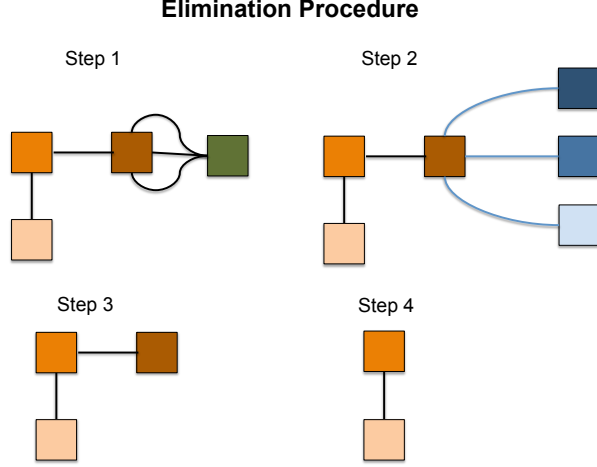 Elimination Procedure
Step 1
Step 2
Step 3
Step 4